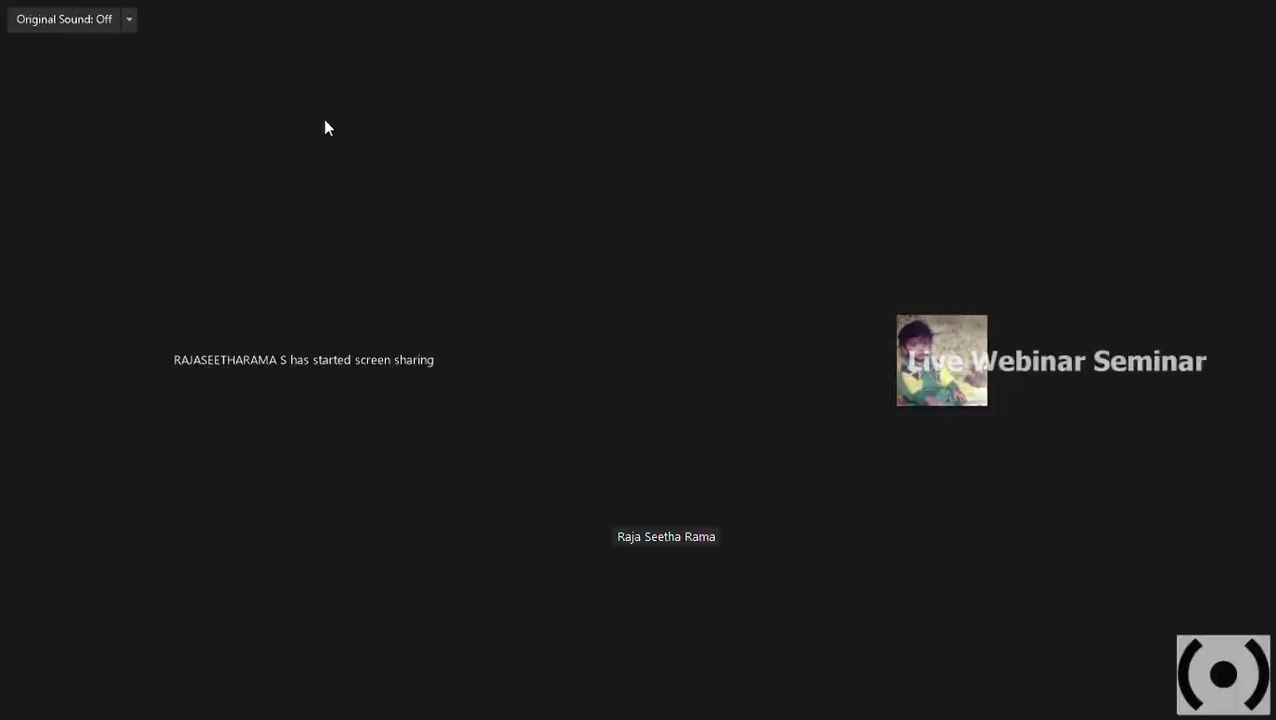 Original Sound: Off
RAJASEETHARAMA S has started screen sharing
Live Webinar Seminar
Raja Seetha Rama